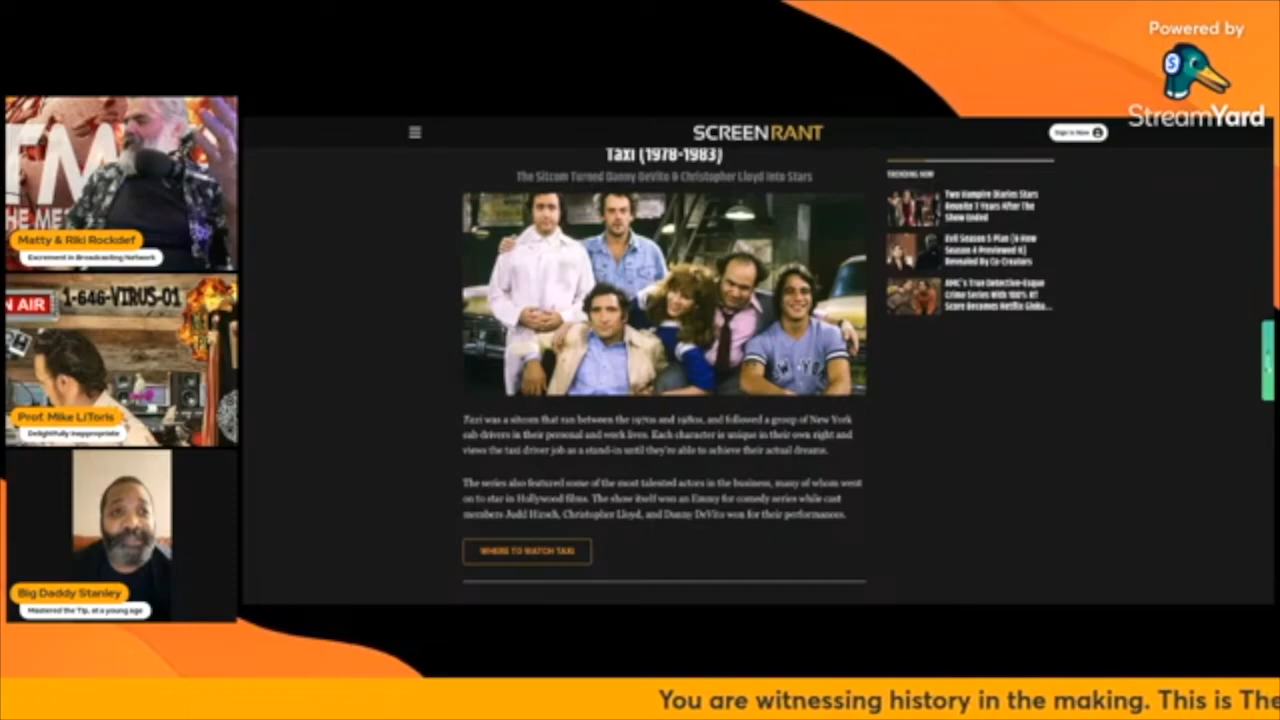 Powered by
StreamYard
TM
THE ME
Matty & Riki Rockdef
Excrement in Broadcasting Network
N AIR
1-646-VIRUS-01
Prof. Mike LiToris
Delightfully Inappropriate
Big Daddy Stanley
Mastered the Tip, at a young age
SCREENRANT
Sign In Now
Taxi (1978-1983)
The Sitcom Turned Danny DeVito & Christopher Lloyd Into Stars
NEW YO
Taxi was a sitcom that ran between the 1970s and 1980s, and followed a group of New York
cab drivers in their personal and work lives. Each character is unique in their own right and
views the taxi driver job as a stand-in until they're able to achieve their actual dreams.
The series also featured some of the most talented actors in the business, many of whom went
on to star in Hollywood films. The show itself won an Emmy for comedy series while cast
members Judd Hirsch, Christopher Lloyd, and Danny DeVito won for their performances.
WHERE TO WATCH TAXI
TRENDING NOW
Two Vampire Diaries Stars
Reunite 7 Years After The
Show Ended
Evil Season 5 Plan (& How
Season 4 Previewed It)
Revealed By Co-Creators
AMC's True Detective-Esque
Crime Series With 100% RT
Score Becomes Netflix Globa...
You are witnessing history in the making. This is The